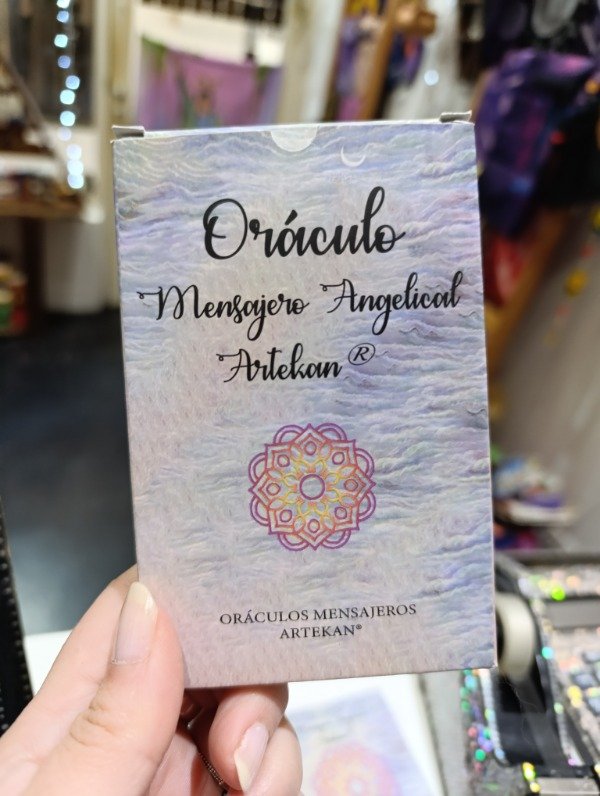 Oráculo
Mensajero Angelical
Artekan®
ORÁCULOS MENSAJEROS
ARTEKAN®